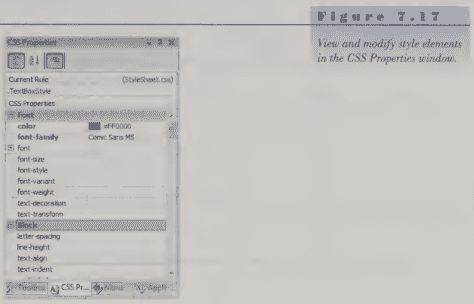 Figure 7.17
View and modify style elements
in the CSS Properties window.
CSS Properties
Current Rule (StyleSheet.css)
.TextBoxStyle
CSS Properties
Font
color #FF0000
font-family Comic Sans MS
font
font-size
font-style
font-variant
font-weight
text-decoration
text-transform
Block
letter-spacing
line-height
text-align
text-indent
Toolbox CSS Pr... Apply